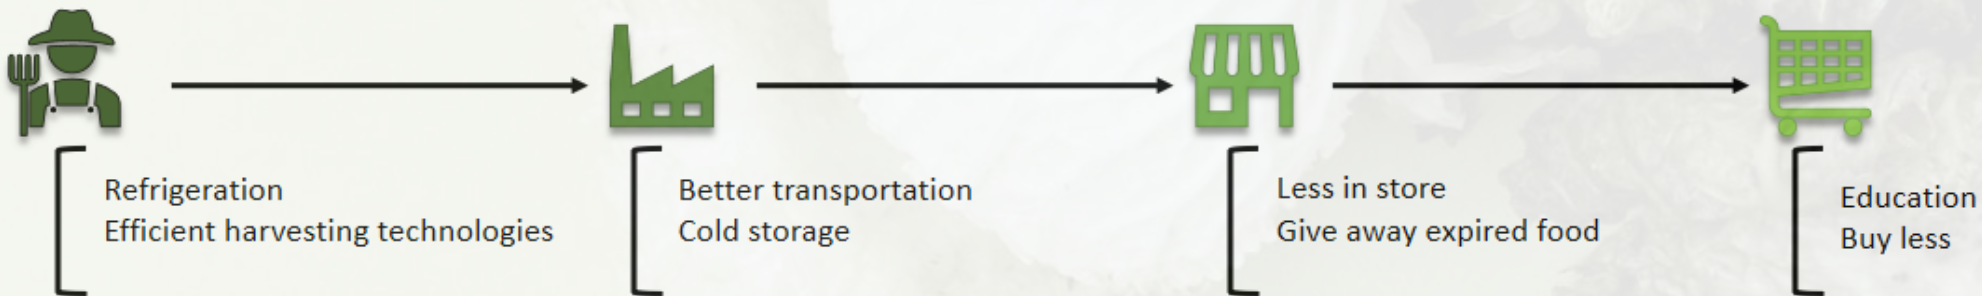 Refrigeration
Efficient harvesting technologies
Better transportation
Cold storage
Less in store
Give away expired food
Education
Buy less